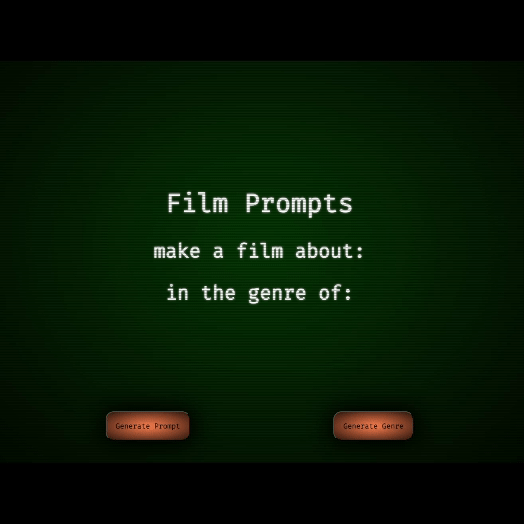 Film Prompts
make a film about:
in the genre of:
Generate Prompt
Generate Genre